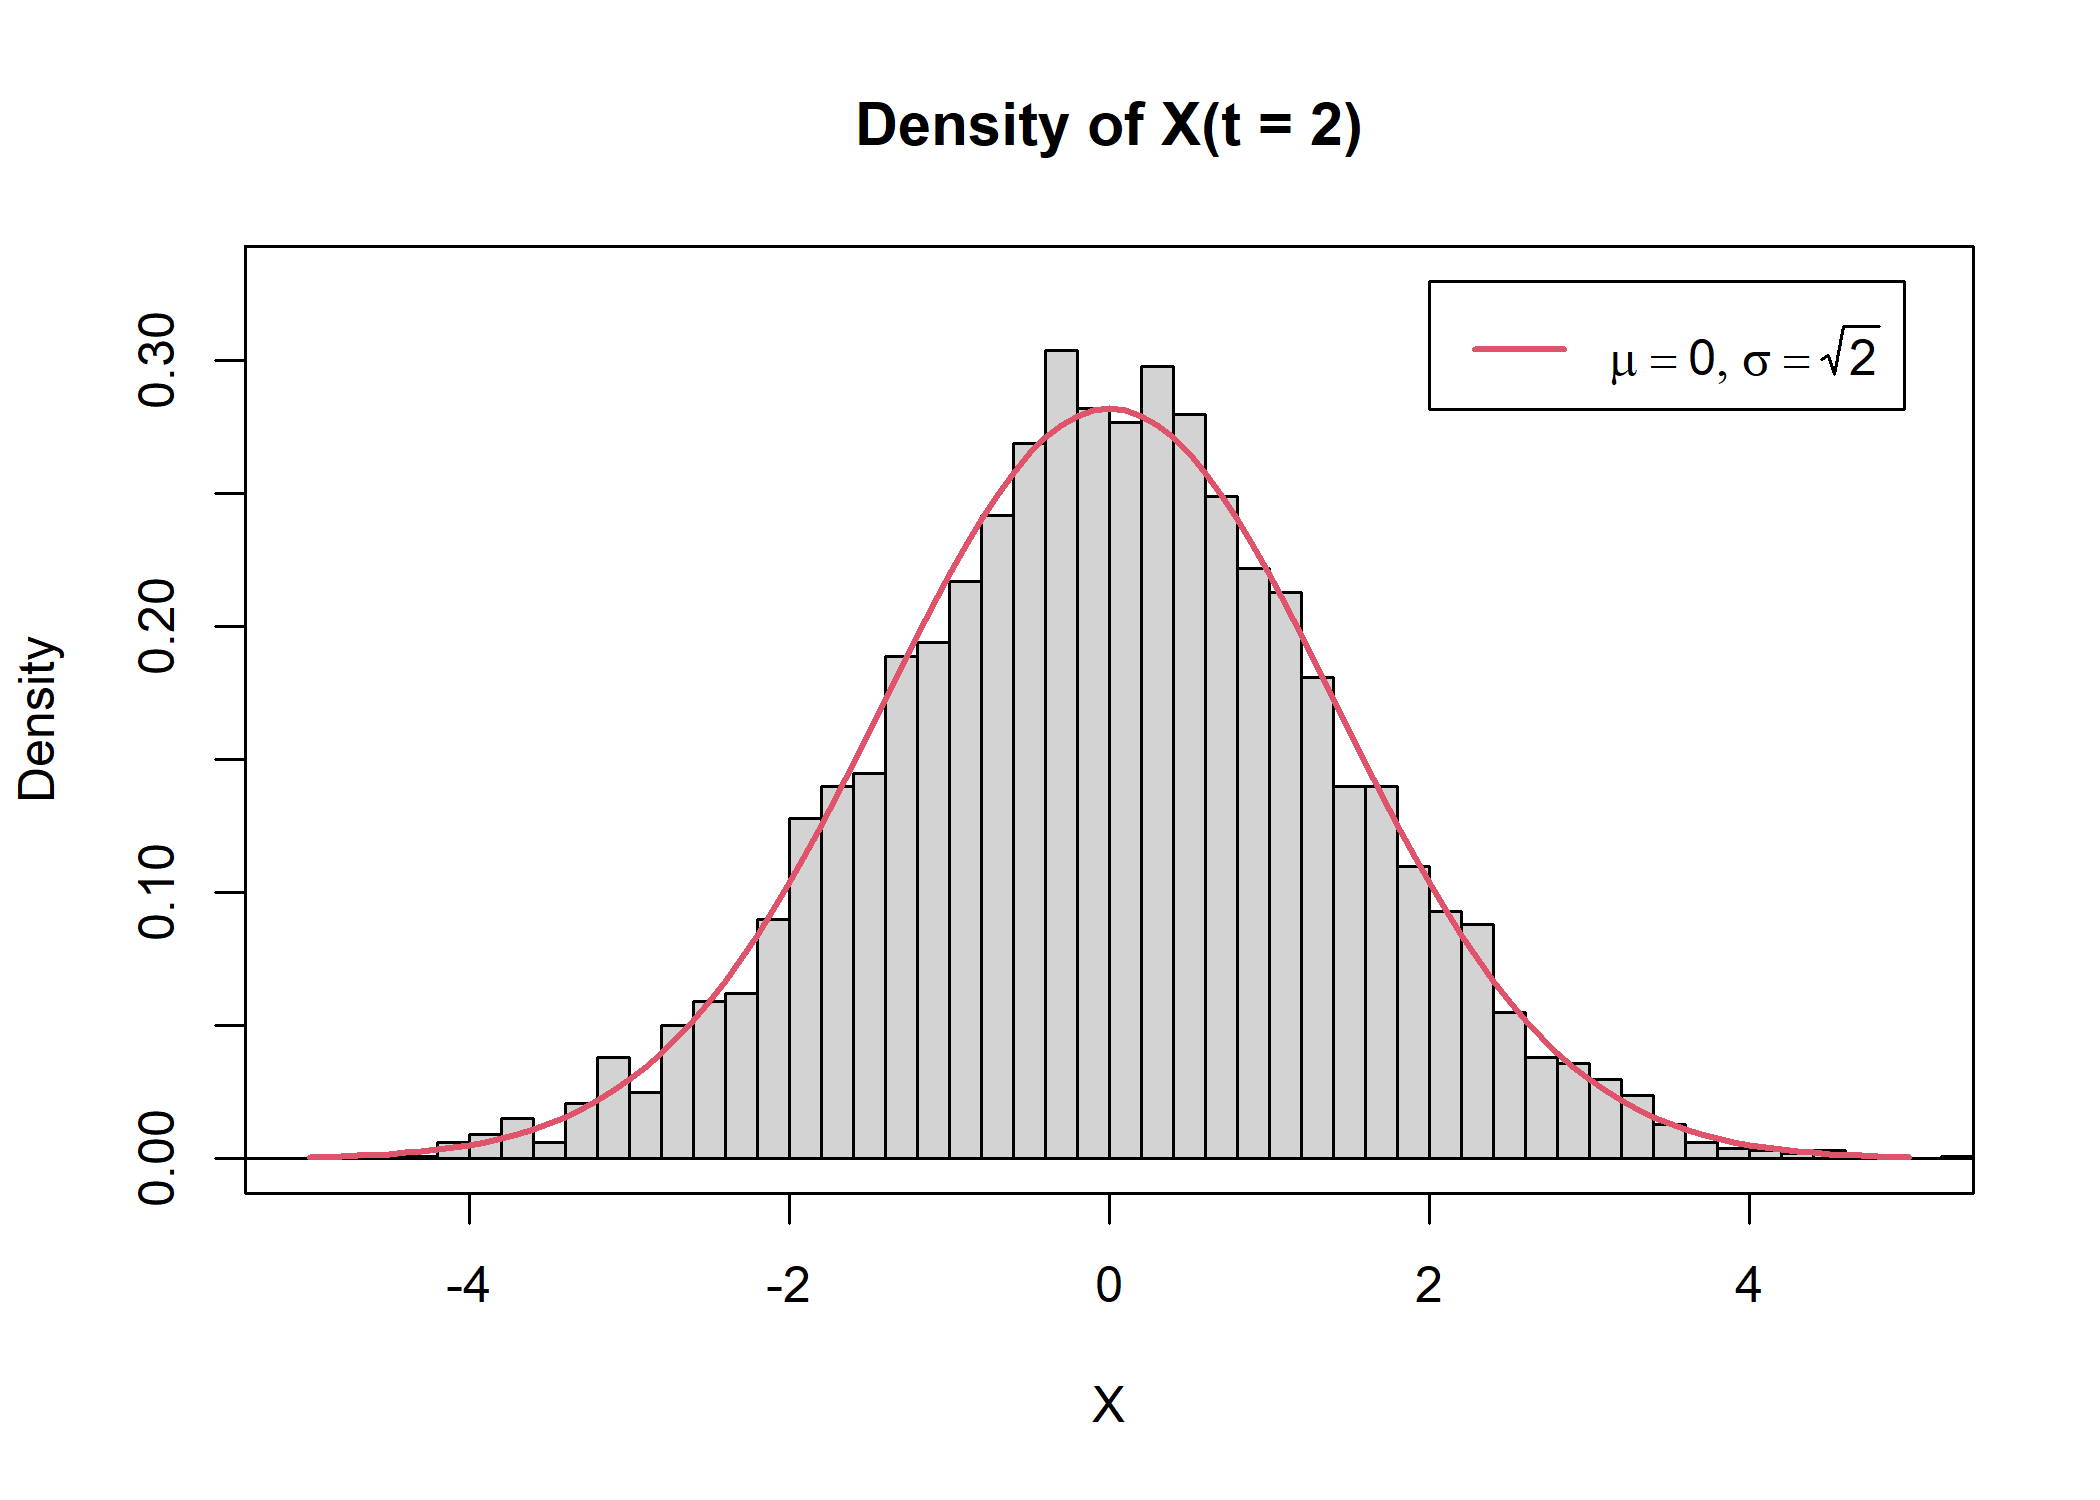 Density of X(t = 2)
μ = 0, σ = √2
Density
0.30
0.20
0.10
0.00
-4 -2 0 2 4
X